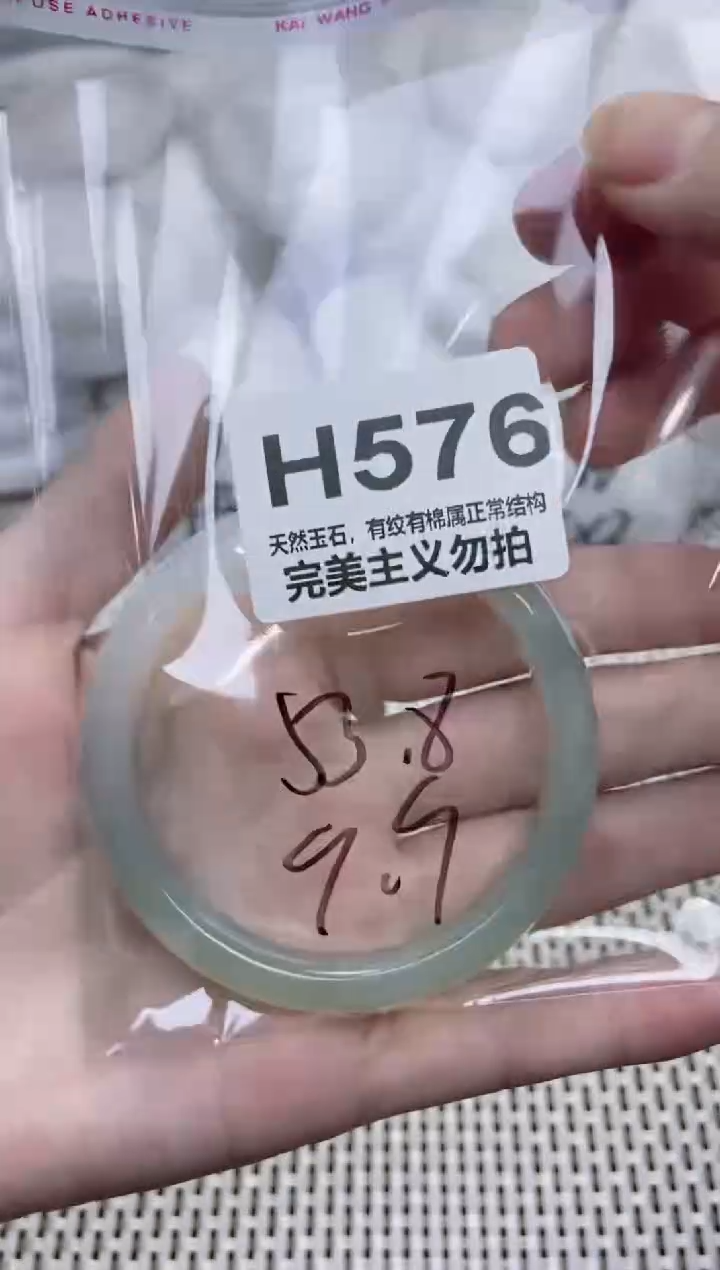 USE ADHESIVE KAI WANG
H576
天然玉石，有纹有棉属正常结构
完美主义勿拍
53.8
9.9